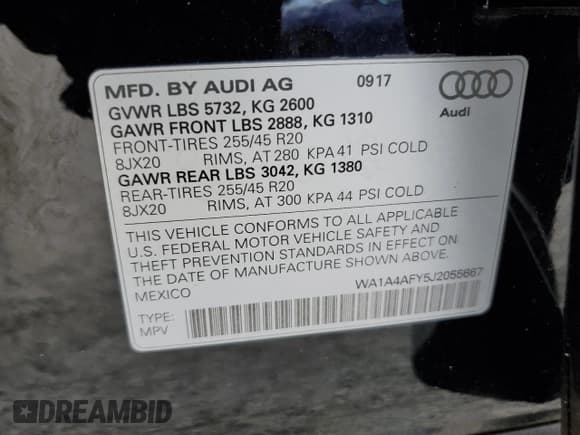 MFD. BY AUDI AG 0917
GVWR LBS 5732, KG 2600
GAWR FRONT LBS 2888, KG 1310
FRONT-TIRES 255/45 R20
8JX20 RIMS, AT 280 KPA 41 PSI COLD
GAWR REAR LBS 3042, KG 1380
REAR-TIRES 255/45 R20
8JX20 RIMS, AT 300 KPA 44 PSI COLD
Audi
THIS VEHICLE CONFORMS TO ALL APPLICABLE
U.S. FEDERAL MOTOR VEHICLE SAFETY AND
THEFT PREVENTION STANDARDS IN EFFECT ON
THE DATE OF MANUFACTURE SHOWN ABOVE.
MEXICO WA1A4AFY5J2055667
TYPE:
MPV
DREAMBID